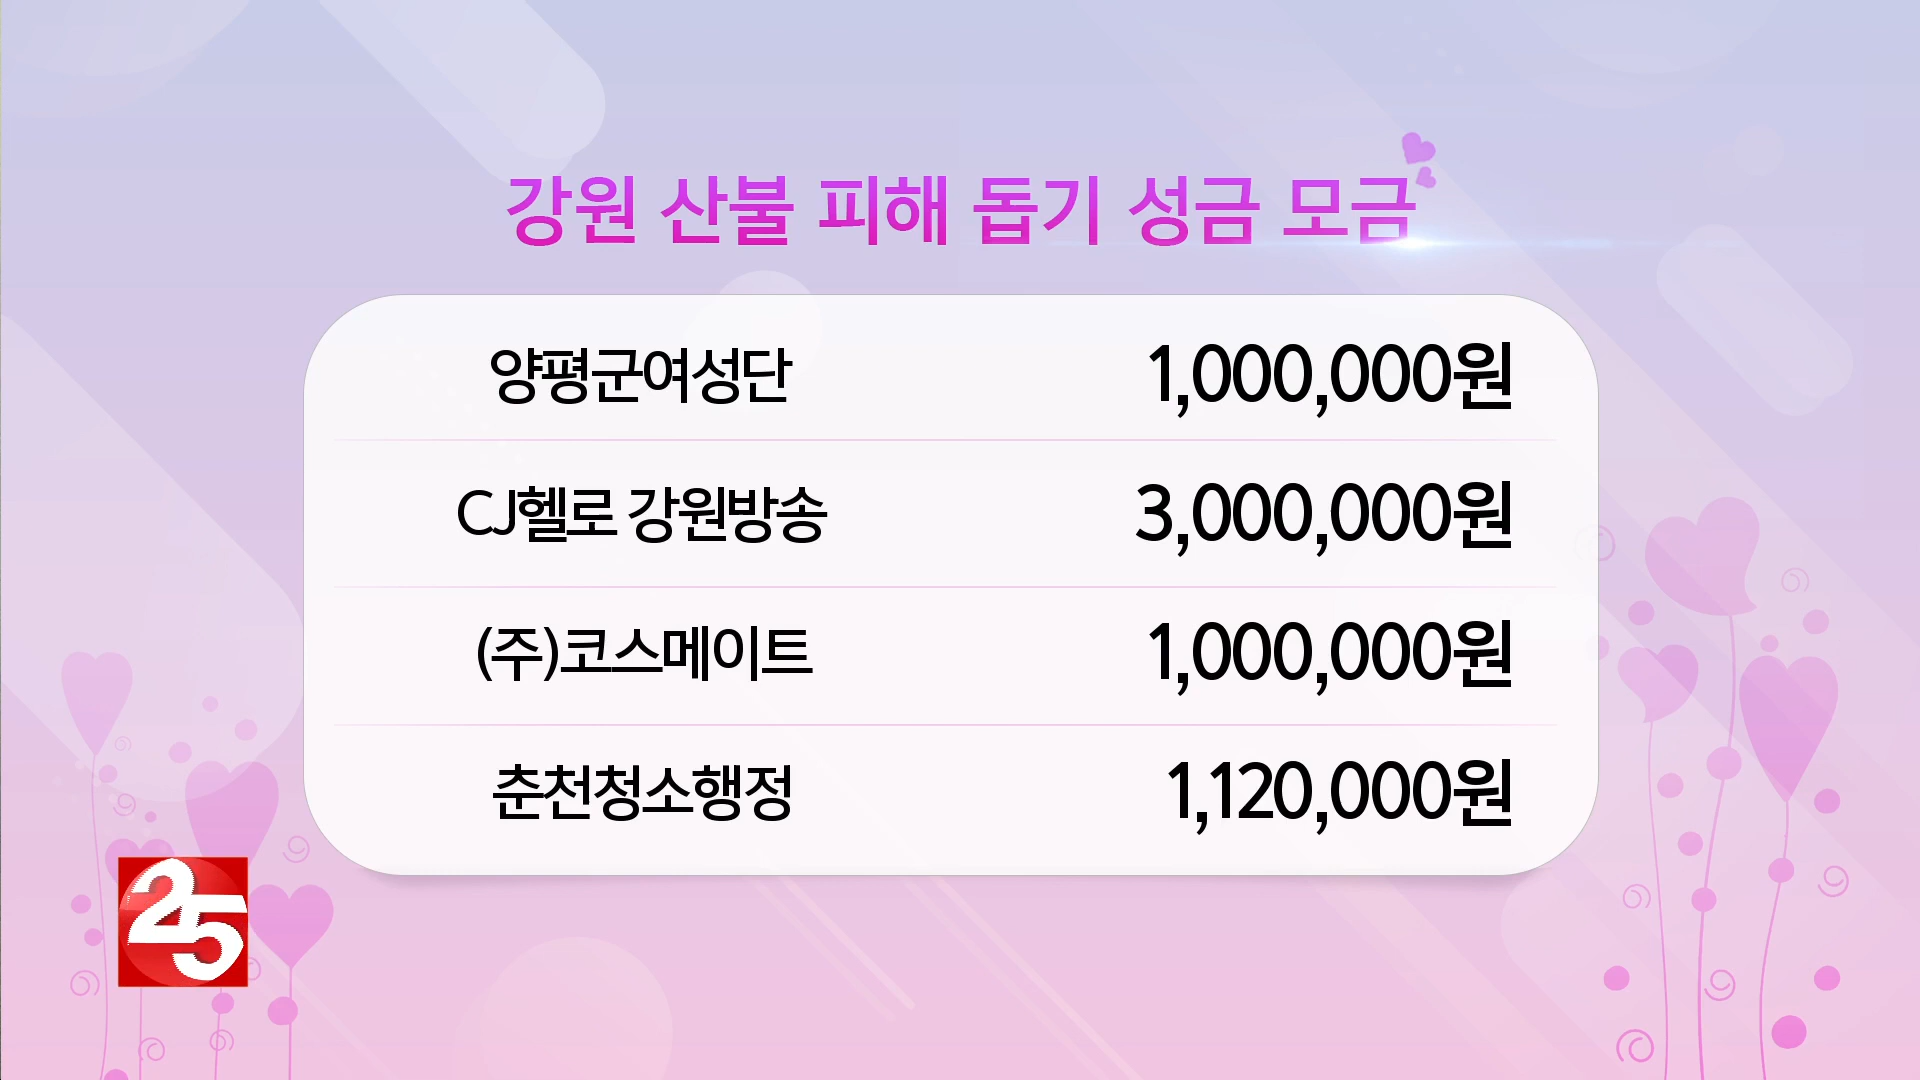 강원 산불 피해 돕기 성금 모금
양평군여성단 1,000,000원
CJ헬로 강원방송 3,000,000원
(주)코스메이트 1,000,000원
춘천청소행정 1,120,000원
25